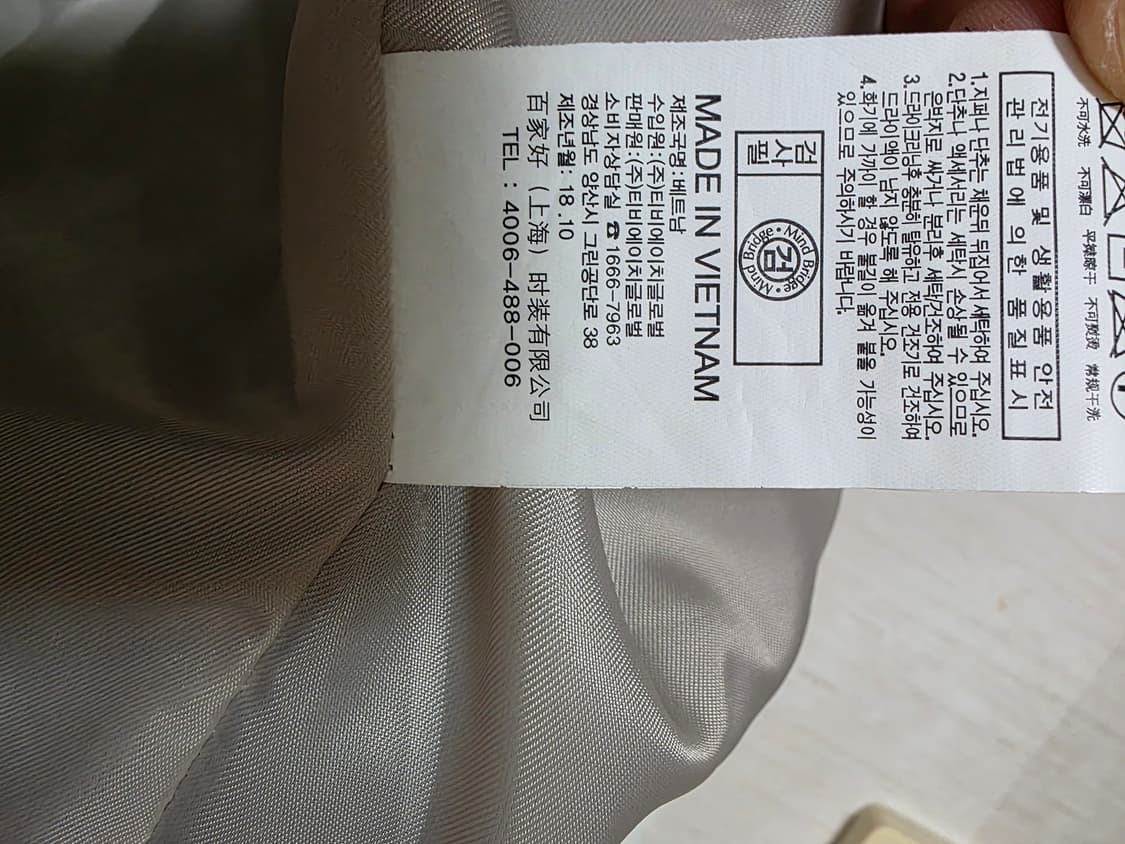 不可水洗 不可漂白 平摊晾干 不可熨烫 常规干洗
전기용품 및 생활용품 안전
관리법에 의한 품질표시
1.지퍼나 단추는 채운뒤 뒤집어서 세탁하여 주십시오.
2.단추나 액세서리는 세탁시 손상될 수 있으므로
은박지로 싸거나 분리후 세탁/건조하여 주십시오.
3.드라이크리닝후 충분히 탈유하고 전용 건조기로 건조하여
드라이 액이 남지 않도록 해 주십시오.
4.화기에 가까이 할 경우 불길이 옮겨 붙을 가능성이
있으므로 주의하시기 바랍니다.
검사필
Mind Bridge • Mind Bridge •
검
MADE IN VIETNAM
제조국명:베트남
수입원:(주)티비에이치글로벌
판매원:(주)티비에이치글로벌
소비자상담실 ☎1666-7963
경상남도 양산시 그린공단로 38
제조년월: 18.10
百家好（上海）时装有限公司
TEL : 4006-488-006